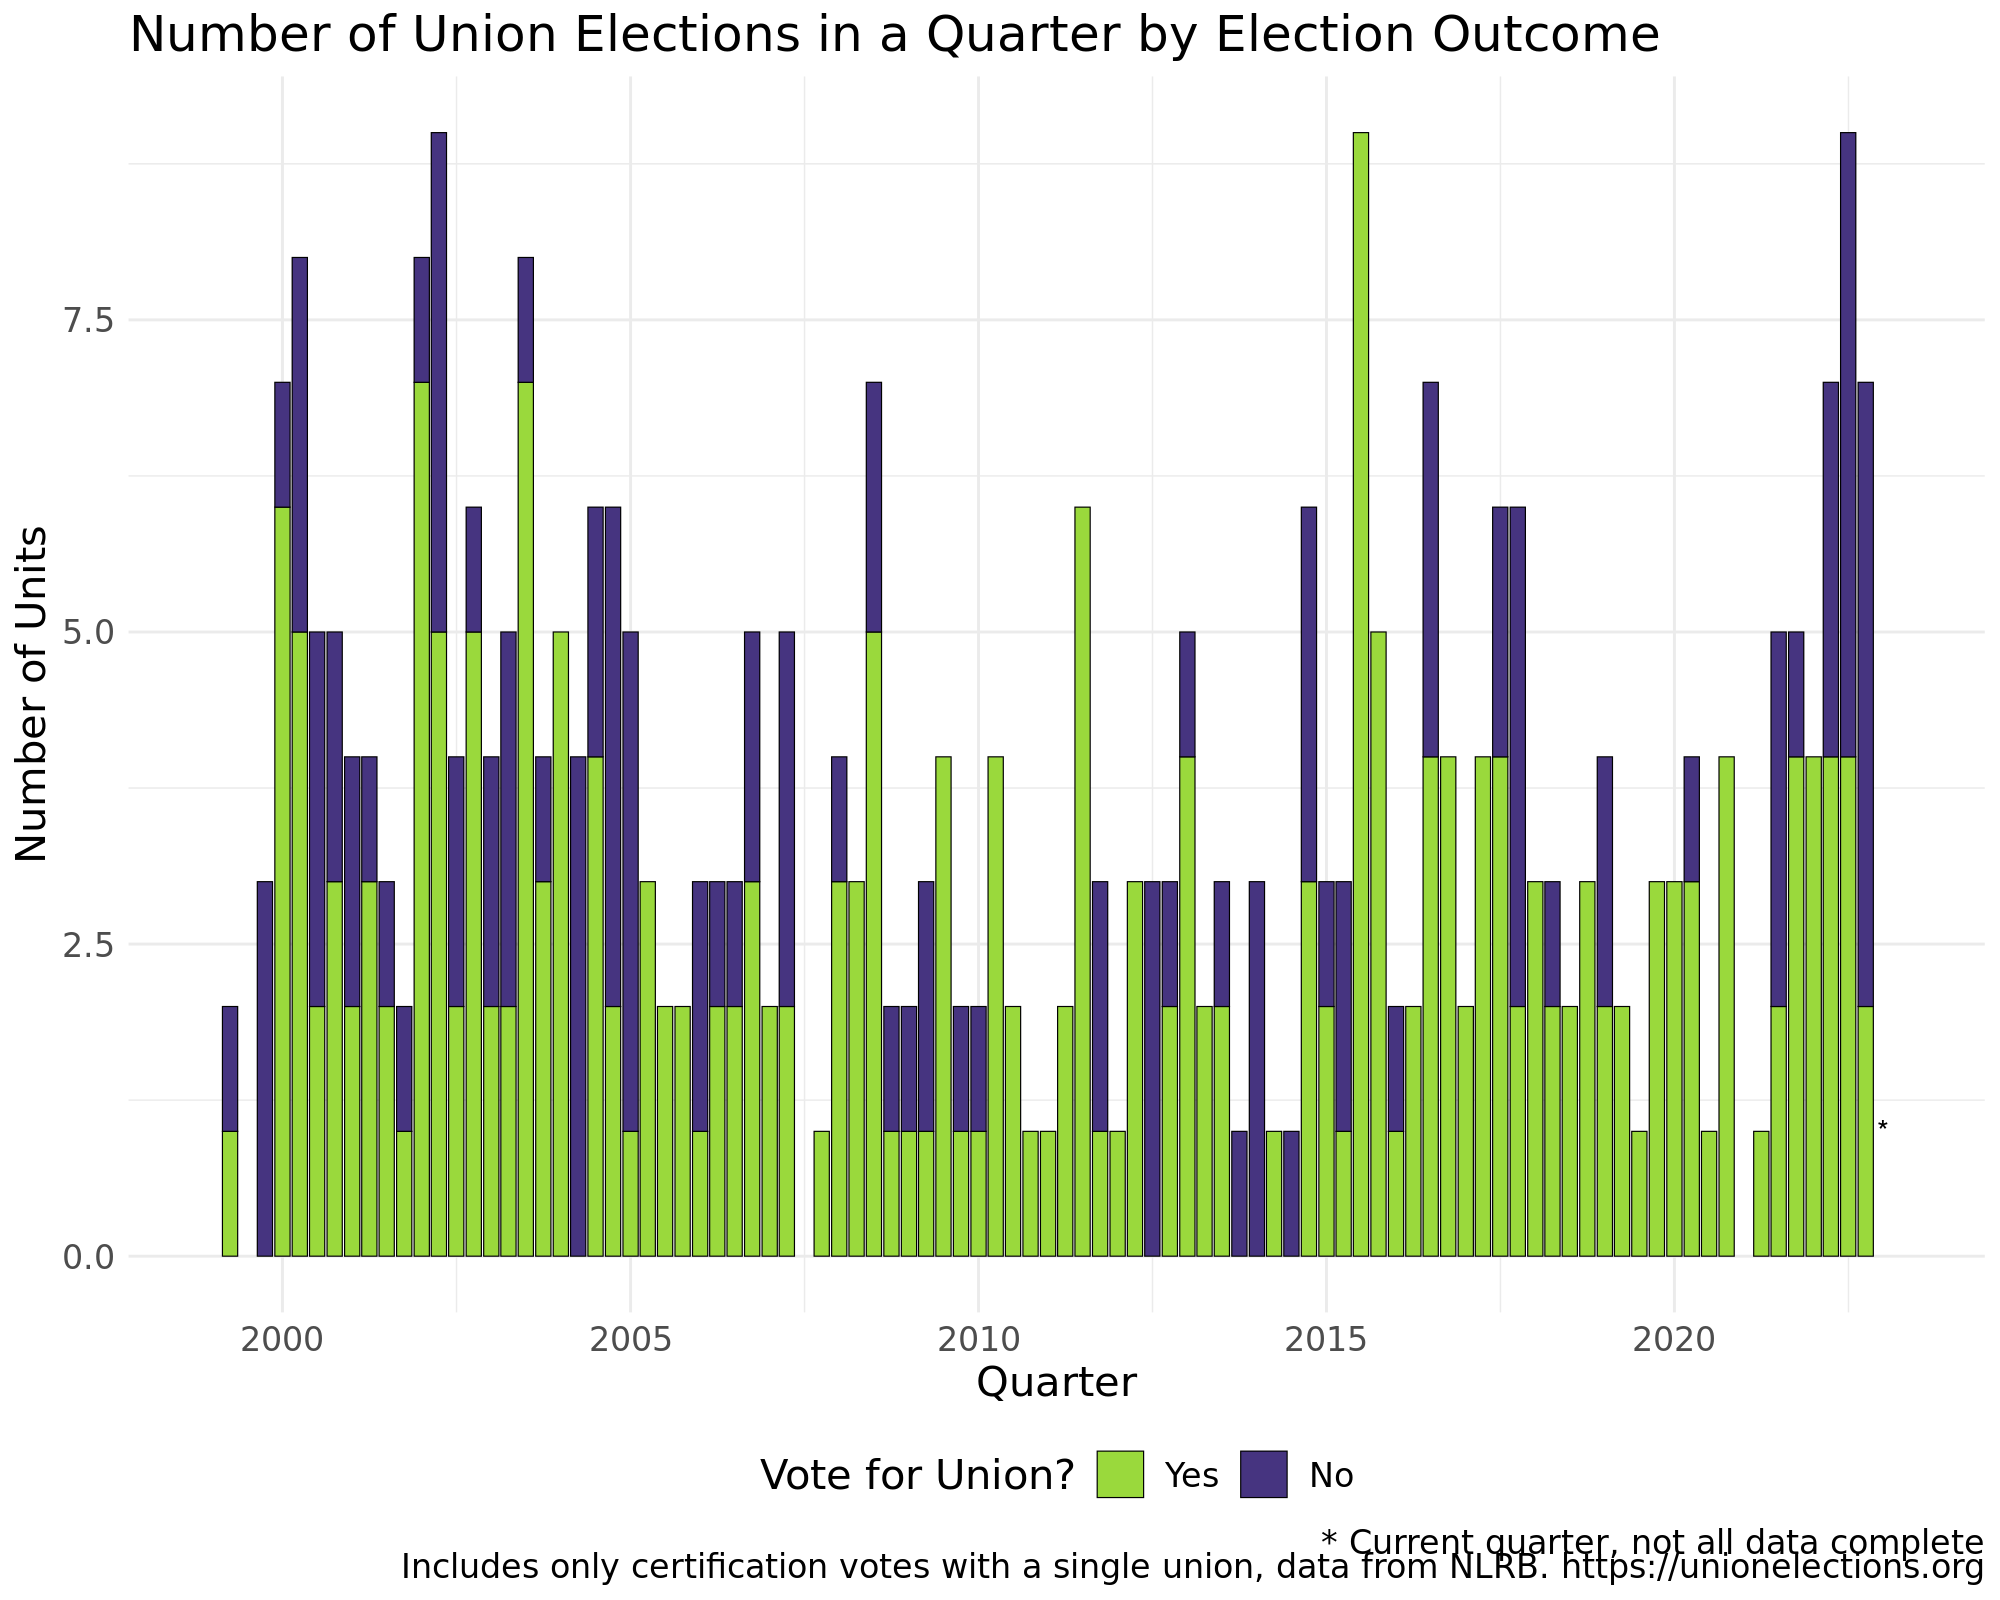 Number of Union Elections in a Quarter by Election Outcome
Number of Units
7.5
5.0
2.5
0.0
*
2000 2005 2010 2015 2020
Quarter
Vote for Union? Yes No
* Current quarter, not all data complete
Includes only certification votes with a single union, data from NLRB. https://unionelections.org